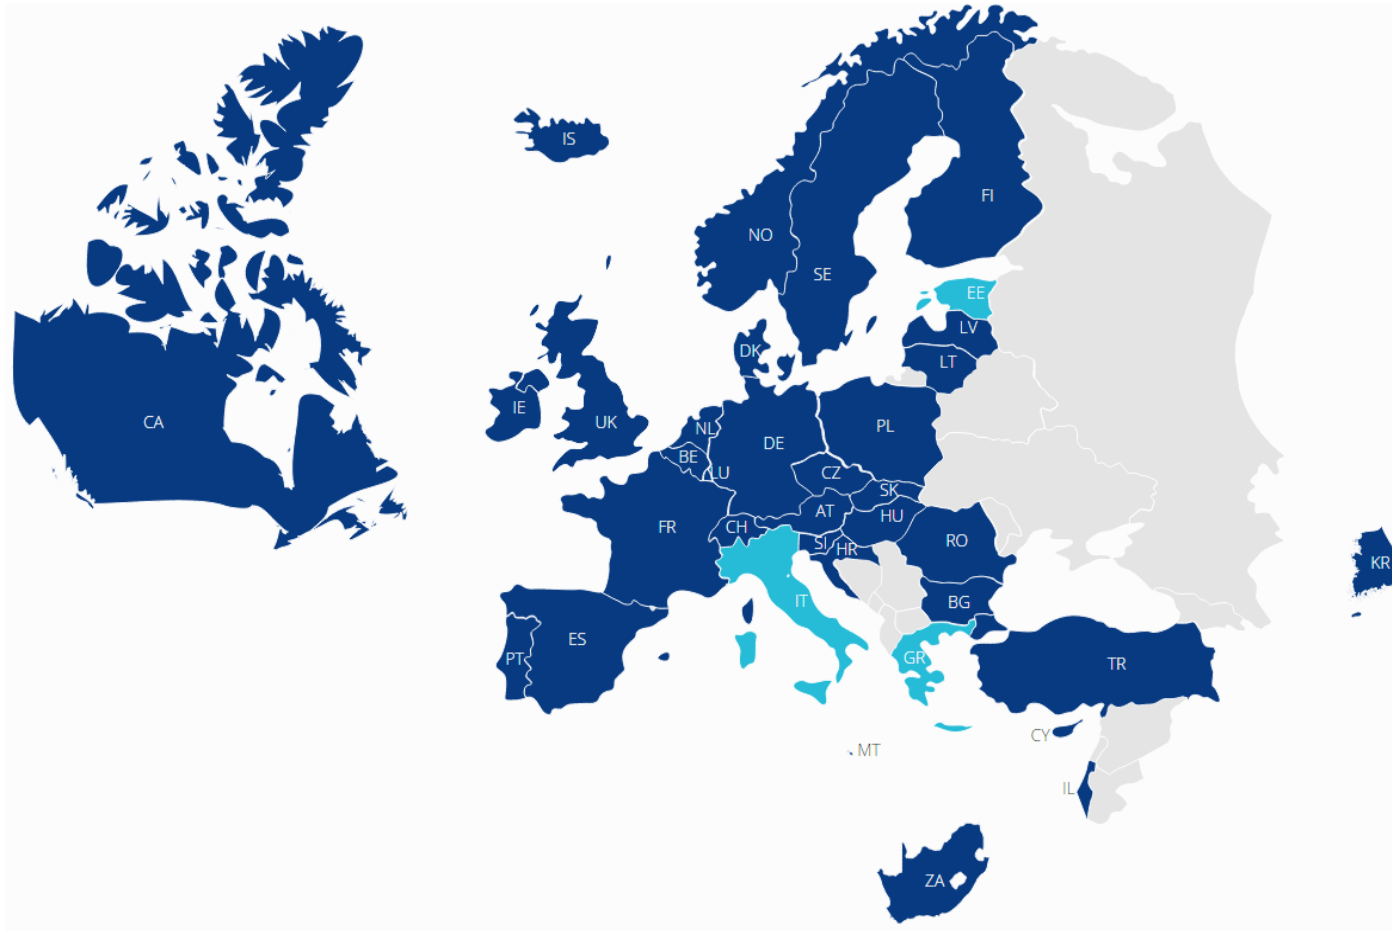 IS
FI
NO
SE
EE
LV
DK
LT
IE
CA
UK
NL
PL
DE
BE
LU
CZ
SK
AT
HU
FR
CH
RO
SI
HR
KR
IT
BG
ES
PT
GR
TR
CY
MT
IL
ZA